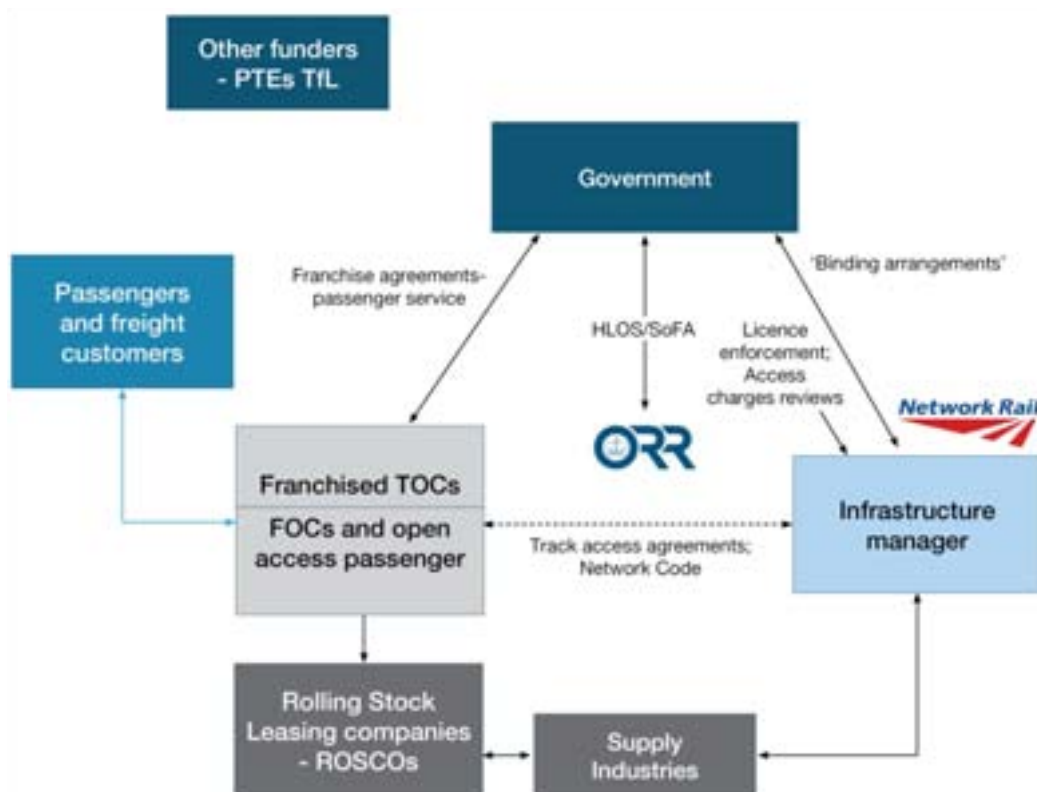 Other funders
- PTEs TfL
Government
Passengers
and freight
customers
Franchise agreements-
passenger service
HLOS/SoFA
'Binding arrangements'
Licence
enforcement;
Access
charges reviews
ORR
Network Rail
Franchised TOCs
FOCs and open
access passenger
Track access agreements;
Network Code
Infrastructure
manager
Rolling Stock
Leasing companies
- ROSCOs
Supply
Industries